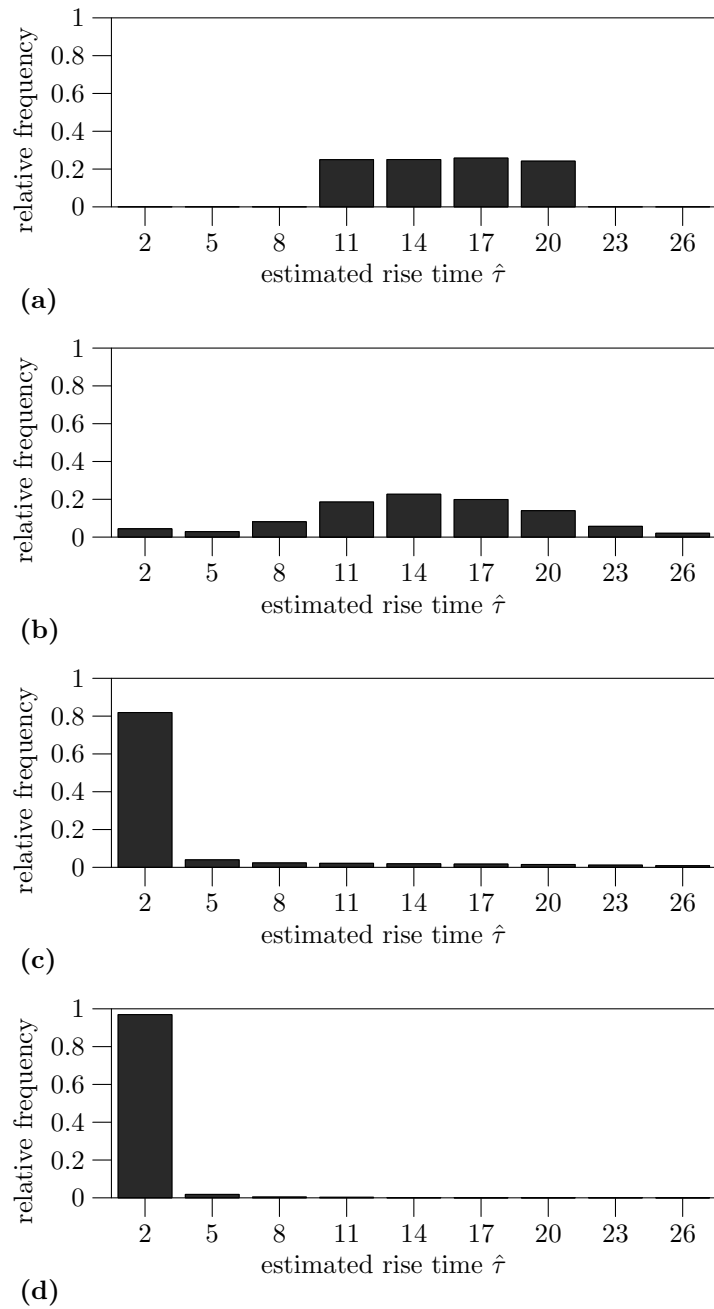 1
0.8
0.6
0.4
0.2
0
relative frequency
2 5 8 11 14 17 20 23 26
estimated rise time τ̂
(a)
1
0.8
0.6
0.4
0.2
0
relative frequency
2 5 8 11 14 17 20 23 26
estimated rise time τ̂
(b)
1
0.8
0.6
0.4
0.2
0
relative frequency
2 5 8 11 14 17 20 23 26
estimated rise time τ̂
(c)
1
0.8
0.6
0.4
0.2
0
relative frequency
2 5 8 11 14 17 20 23 26
estimated rise time τ̂
(d)